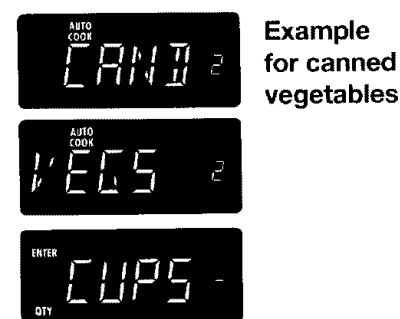 AUTO
COOK
CAND 2
Example
for canned
vegetables
AUTO
COOK
VEGS 2
ENTER
CUPS -
QTY